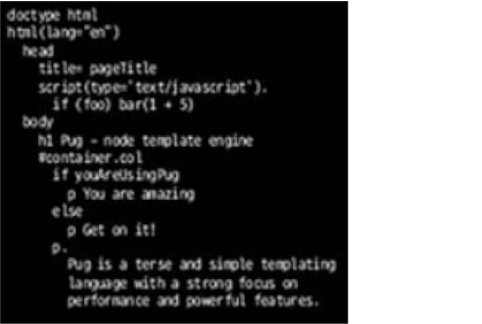 doctype html
html(lang="en")
head
title= pageTitle
script(type='text/javascript').
if (foo) bar(1 + 5)
body
h1 Pug - node template engine
#container.col
if youAreUsingPug
p You are amazing
else
p Get on it!
p.
Pug is a terse and simple templating
language with a strong focus on
performance and powerful features.